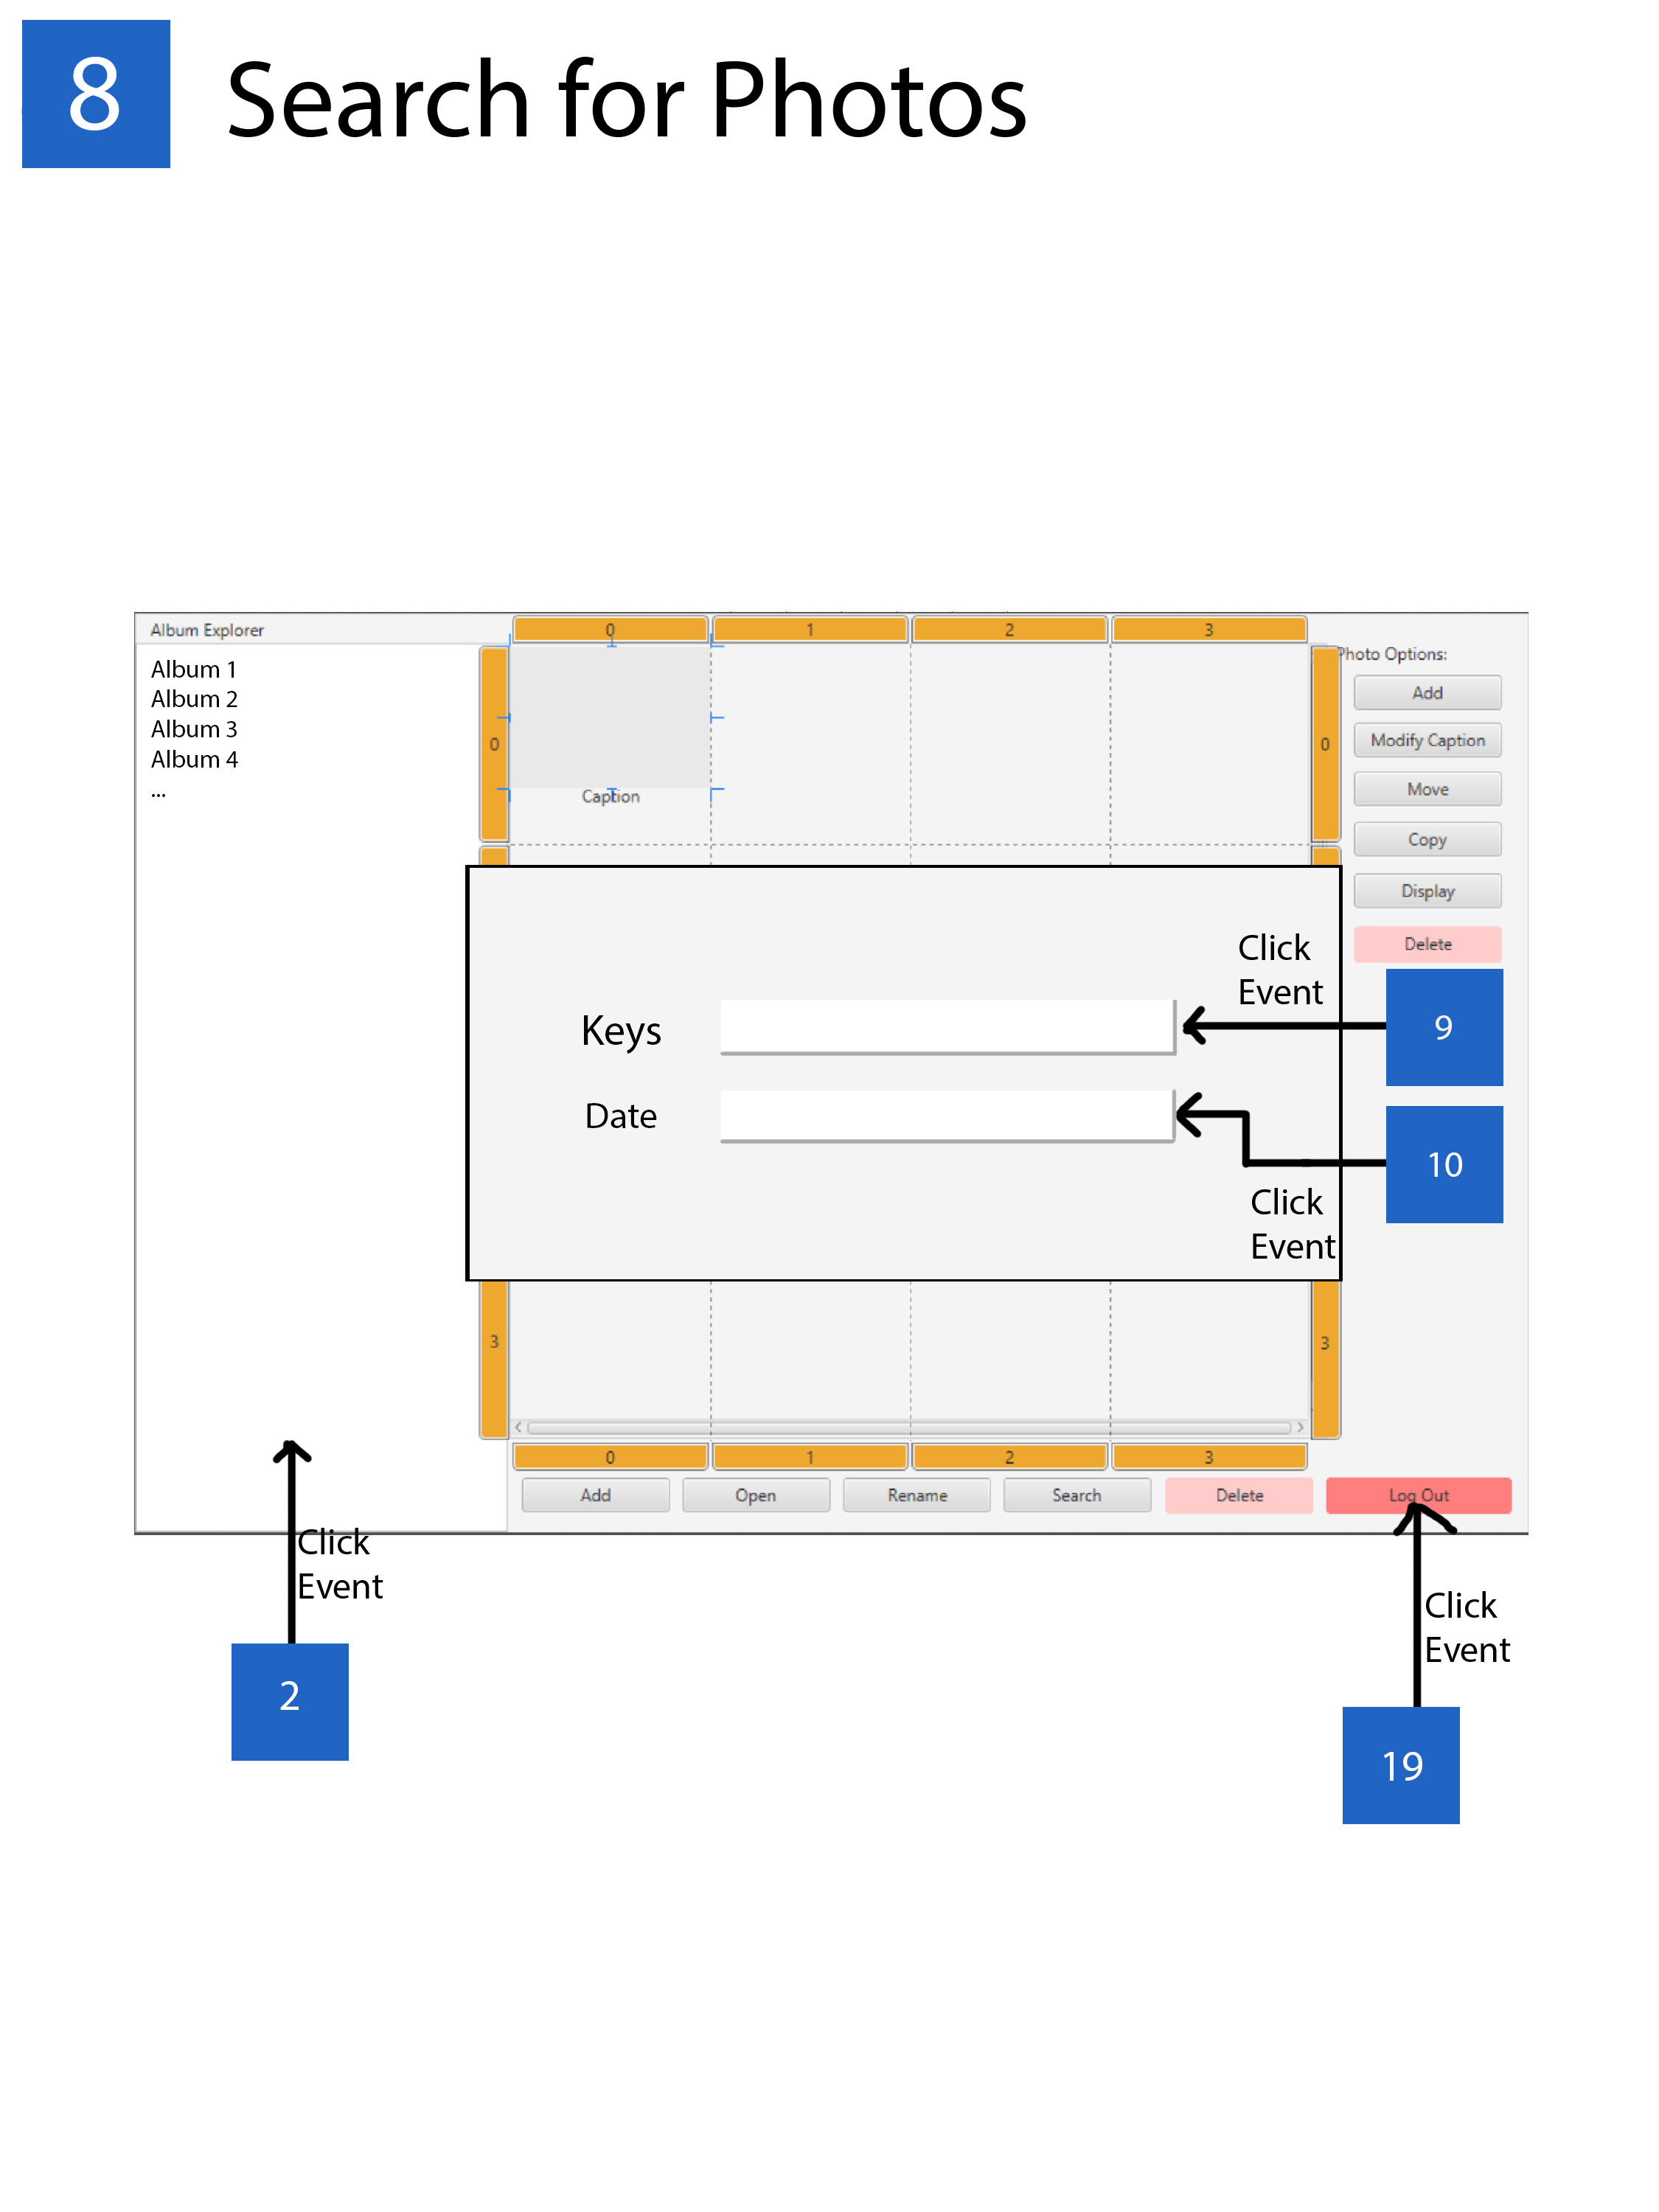 8
Search for Photos
Album Explorer
0
1
2
3
Album 1
Album 2
Album 3
Album 4
...
0
Caption
0
Photo Options:
Add
Modify Caption
Move
Copy
Display
Delete
Click
Event
Keys
9
Date
10
Click
Event
3
3
0
1
2
3
Add
Open
Rename
Search
Delete
Log Out
Click
Event
Click
Event
2
19